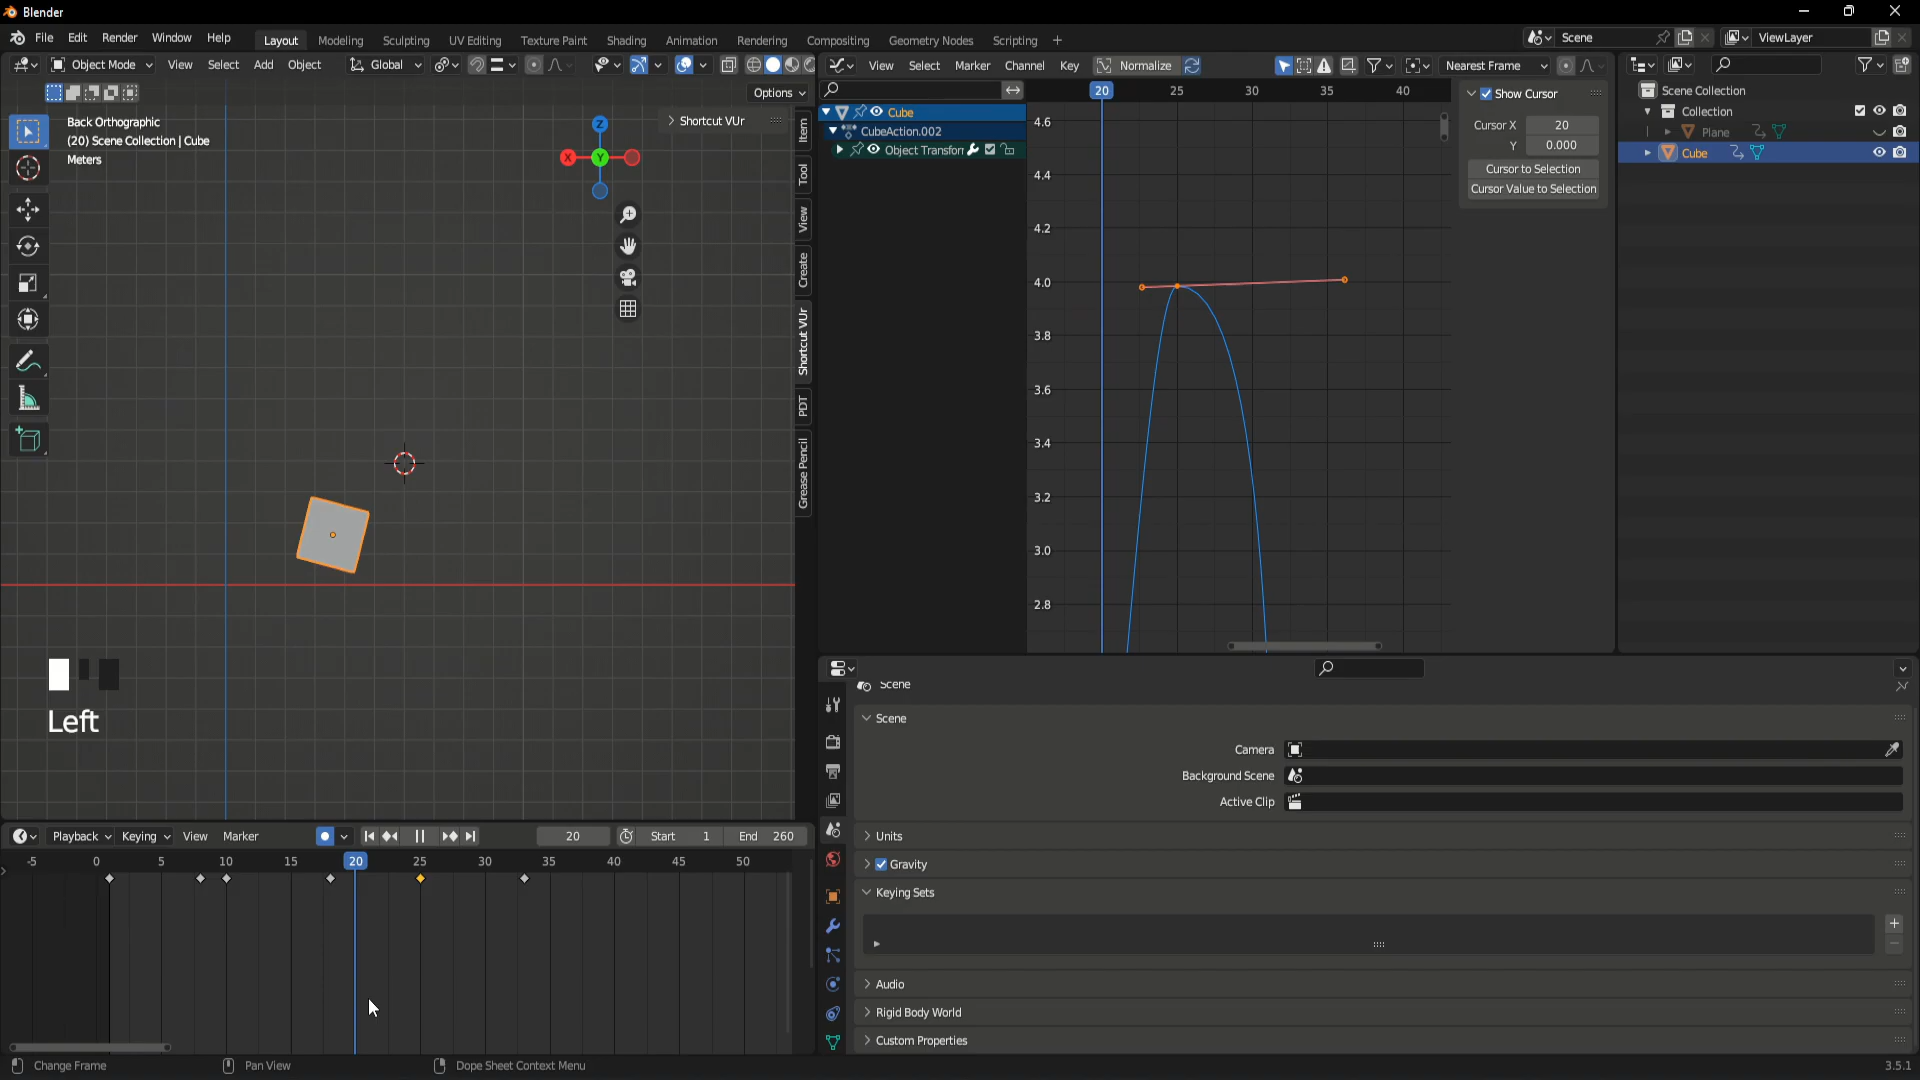 Blender
File Edit Render Window Help Layout Modeling Sculpting UV Editing Texture Paint Shading Animation Rendering Compositing Geometry Nodes Scripting + Scene ViewLayer
Object Mode View Select Add Object Global View Select Marker Channel Key Normalize Nearest Frame
Options
Back Orthographic
(20) Scene Collection | Cube
Meters
Shortcut VUr
X Y Z
Item
Tool
View
Create
Shortcut VUr
PDT
Grease Pencil
Left
Cube
CubeAction.002
Object Transfor
20 25 30 35 40
4.6
4.4
4.2
4.0
3.8
3.6
3.4
3.2
3.0
2.8
Show Cursor
Cursor X 20
Y 0.000
Cursor to Selection
Cursor Value to Selection
Scene Collection
Collection
Plane
Cube
Playback Keying View Marker 20 Start 1 End 260
-5 0 5 10 15 20 25 30 35 40 45 50
Scene
Scene
Camera
Background Scene
Active Clip
Units
Gravity
Keying Sets
Audio
Rigid Body World
Custom Properties
Change Frame Pan View Dope Sheet Context Menu 3.5.1